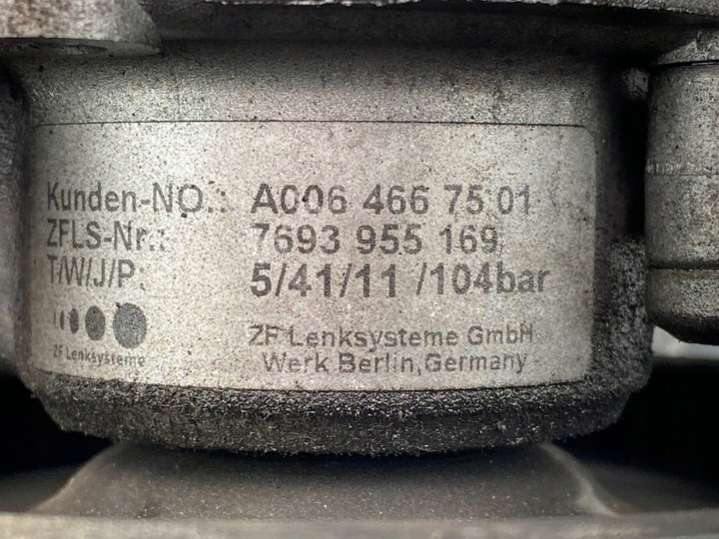 Kunden-NO.: A006 466 75 01
ZFLS-Nr.: 7693 955 169
T/W/J/P: 5/41/11 /104bar
ZF Lenksysteme
ZF Lenksysteme GmbH
Werk Berlin,Germany